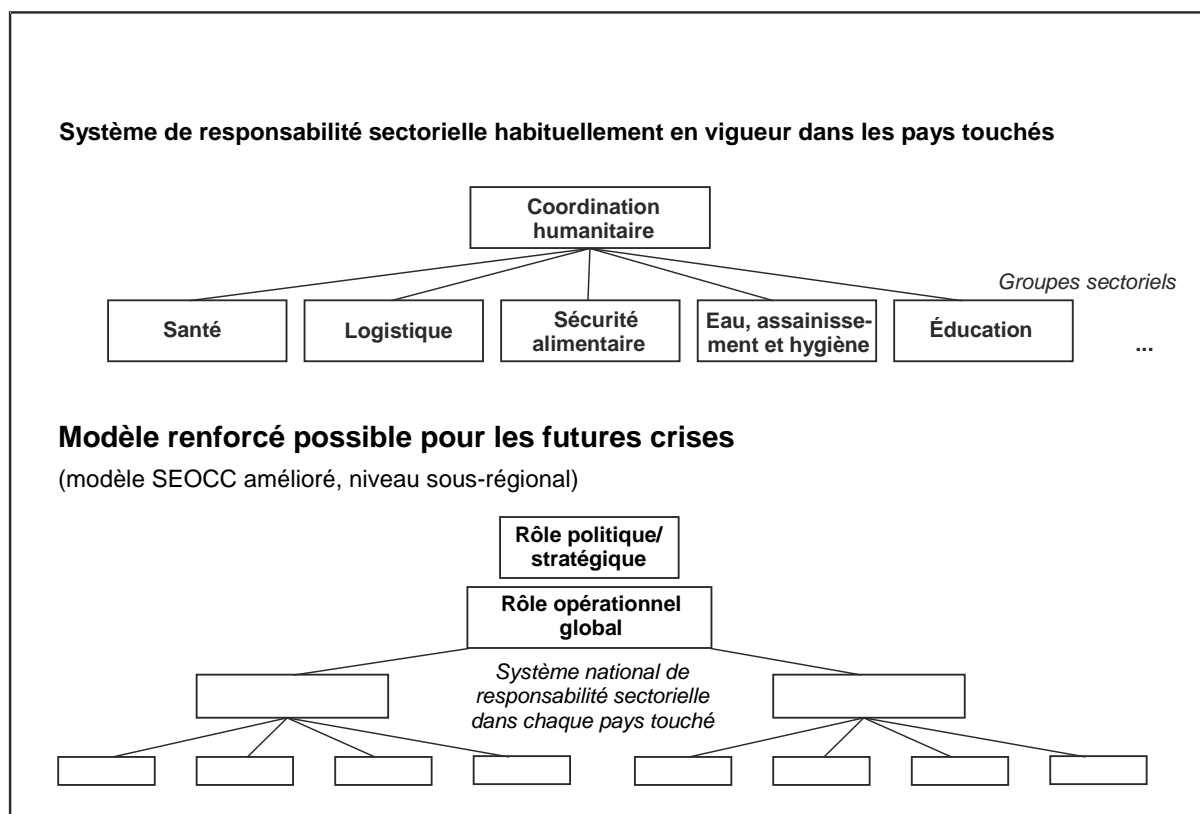 Système de responsabilité sectorielle habituellement en vigueur dans les pays touchés
Coordination
humanitaire
Groupes sectoriels
Santé
Logistique
Sécurité
alimentaire
Eau, assainisse-
ment et hygiène
Éducation
...
Modèle renforcé possible pour les futures crises
(modèle SEOCC amélioré, niveau sous-régional)
Rôle politique/
stratégique
Rôle opérationnel
global
Système national de
responsabilité sectorielle
dans chaque pays touché